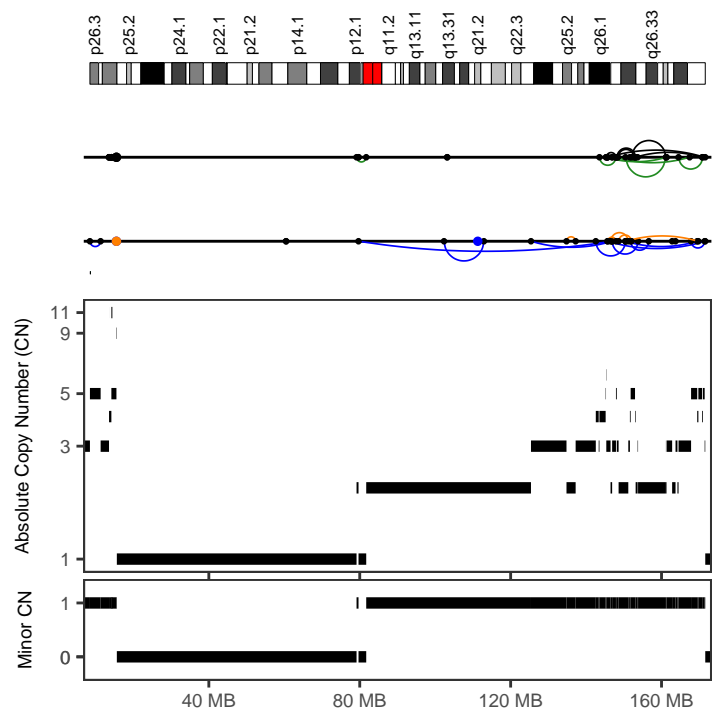 p26.3 p25.2 p24.1 p22.1 p21.2 p14.1 p12.1 q11.2 q13.11 q13.31 q21.2 q22.3 q25.2 q26.1 q26.33
Absolute Copy Number (CN)
11
9
5
3
1
Minor CN
1
0
40 MB 80 MB 120 MB 160 MB